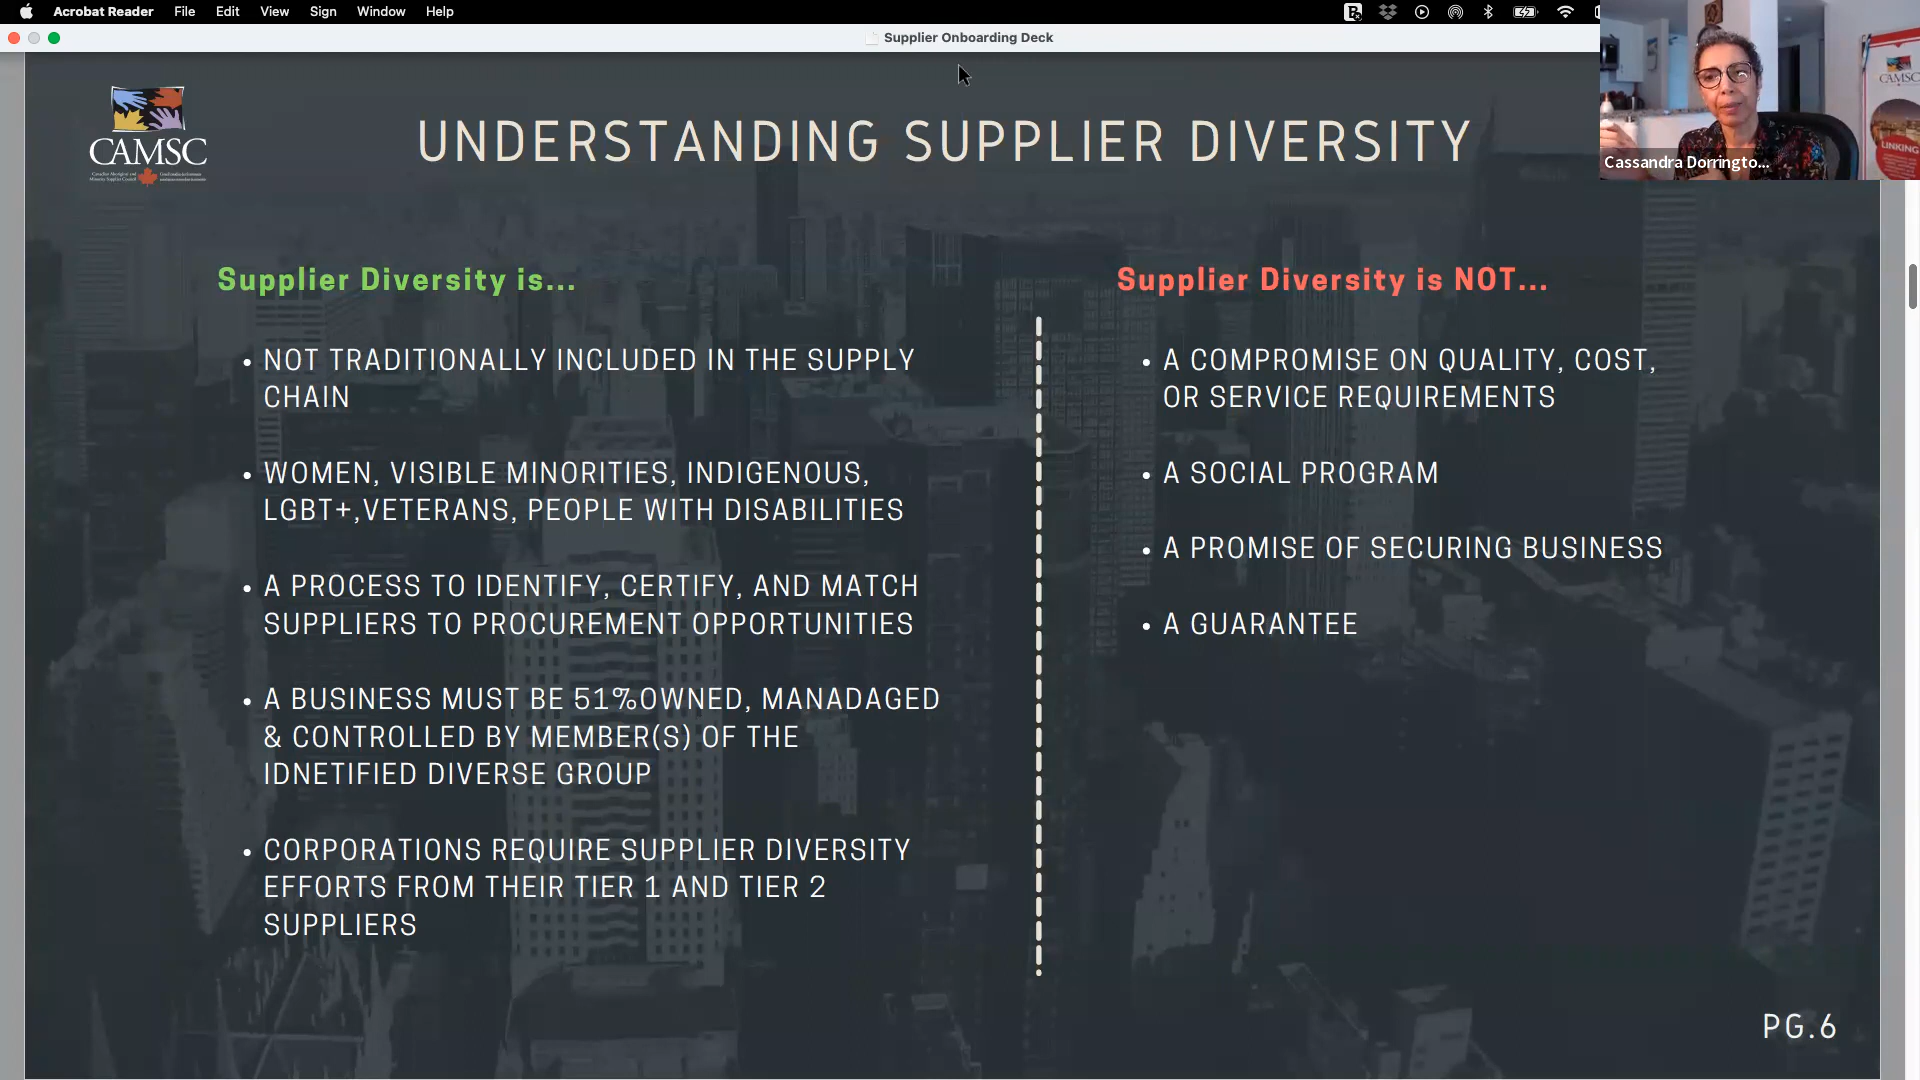 Acrobat Reader File Edit View Sign Window Help
Supplier Onboarding Deck
CAMSC
Cassandra Dorringto...
CAMSC
LINKING
UNDERSTANDING SUPPLIER DIVERSITY
Supplier Diversity is...
• NOT TRADITIONALLY INCLUDED IN THE SUPPLY
CHAIN
• WOMEN, VISIBLE MINORITIES, INDIGENOUS,
LGBT+,VETERANS, PEOPLE WITH DISABILITIES
• A PROCESS TO IDENTIFY, CERTIFY, AND MATCH
SUPPLIERS TO PROCUREMENT OPPORTUNITIES
• A BUSINESS MUST BE 51%OWNED, MANADAGED
& CONTROLLED BY MEMBER(S) OF THE
IDNETIFIED DIVERSE GROUP
• CORPORATIONS REQUIRE SUPPLIER DIVERSITY
EFFORTS FROM THEIR TIER 1 AND TIER 2
SUPPLIERS
Supplier Diversity is NOT...
• A COMPROMISE ON QUALITY, COST,
OR SERVICE REQUIREMENTS
• A SOCIAL PROGRAM
• A PROMISE OF SECURING BUSINESS
• A GUARANTEE
PG.6